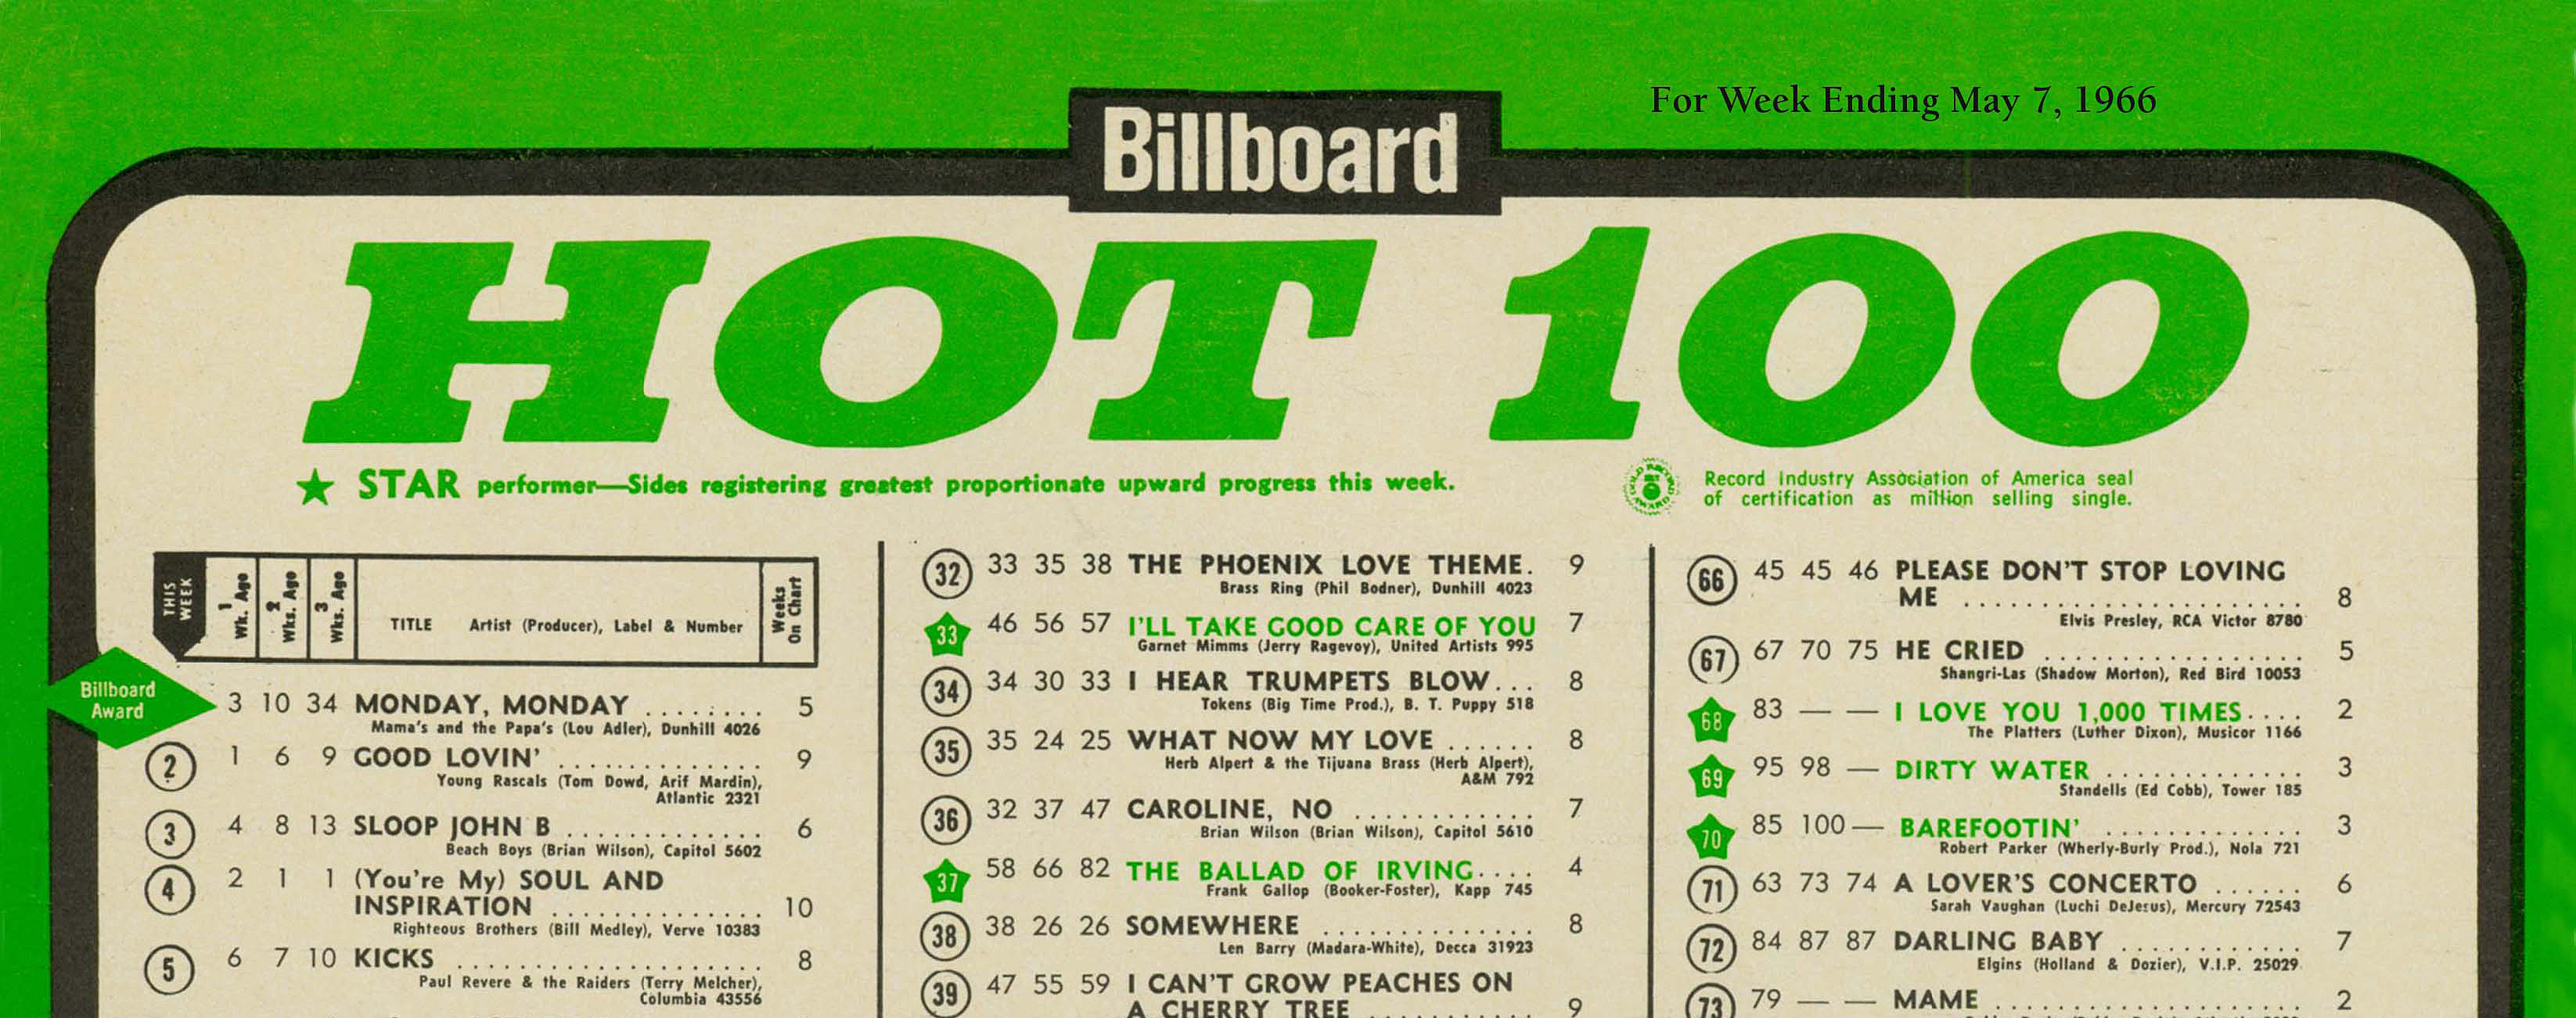 For Week Ending May 7, 1966
Billboard
HOT 100
★ STAR performer—Sides registering greatest proportionate upward progress this week.
Record Industry Association of America seal
of certification as million selling single.
THIS WEEK 1 Wk. Ago 2 Wks. Ago 3 Wks. Ago TITLE Artist (Producer), Label & Number Weeks On Chart
Billboard Award 3 10 34 MONDAY, MONDAY ........ 5
Mama's and the Papa's (Lou Adler), Dunhill 4026
2 1 6 9 GOOD LOVIN' .............. 9
Young Rascals (Tom Dowd, Arif Mardin),
Atlantic 2321
3 4 8 13 SLOOP JOHN B ............. 6
Beach Boys (Brian Wilson), Capitol 5602
4 2 1 1 (You're My) SOUL AND
INSPIRATION .............. 10
Righteous Brothers (Bill Medley), Verve 10383
5 6 7 10 KICKS .................... 8
Paul Revere & the Raiders (Terry Melcher),
Columbia 43556
32 33 35 38 THE PHOENIX LOVE THEME. 9
Brass Ring (Phil Bodner), Dunhill 4023
33 46 56 57 I'LL TAKE GOOD CARE OF YOU 7
Garnet Mimms (Jerry Ragevoy), United Artists 995
34 34 30 33 I HEAR TRUMPETS BLOW... 8
Tokens (Big Time Prod.), B. T. Puppy 518
35 35 24 25 WHAT NOW MY LOVE ...... 8
Herb Alpert & the Tijuana Brass (Herb Alpert),
A&M 792
36 32 37 47 CAROLINE, NO ............ 7
Brian Wilson (Brian Wilson), Capitol 5610
37 58 66 82 THE BALLAD OF IRVING.... 4
Frank Gallop (Booker-Foster), Kapp 745
38 38 26 26 SOMEWHERE .............. 8
Len Barry (Madara-White), Decca 31923
39 47 55 59 I CAN'T GROW PEACHES ON
A CHERRY TREE ........... 9
66 45 45 46 PLEASE DON'T STOP LOVING
ME ...................... 8
Elvis Presley, RCA Victor 8780
67 67 70 75 HE CRIED ................. 5
Shangri-Las (Shadow Morton), Red Bird 10053
68 83 — — I LOVE YOU 1,000 TIMES.... 2
The Platters (Luther Dixon), Musicor 1166
69 95 98 — DIRTY WATER ............. 3
Standells (Ed Cobb), Tower 185
70 85 100 — BAREFOOTIN' ............. 3
Robert Parker (Wherly-Burly Prod.), Nola 721
71 63 73 74 A LOVER'S CONCERTO ...... 6
Sarah Vaughan (Luchi DeJesus), Mercury 72543
72 84 87 87 DARLING BABY ............ 7
Elgins (Holland & Dozier), V.I.P. 25029
73 79 — — MAME .................... 2